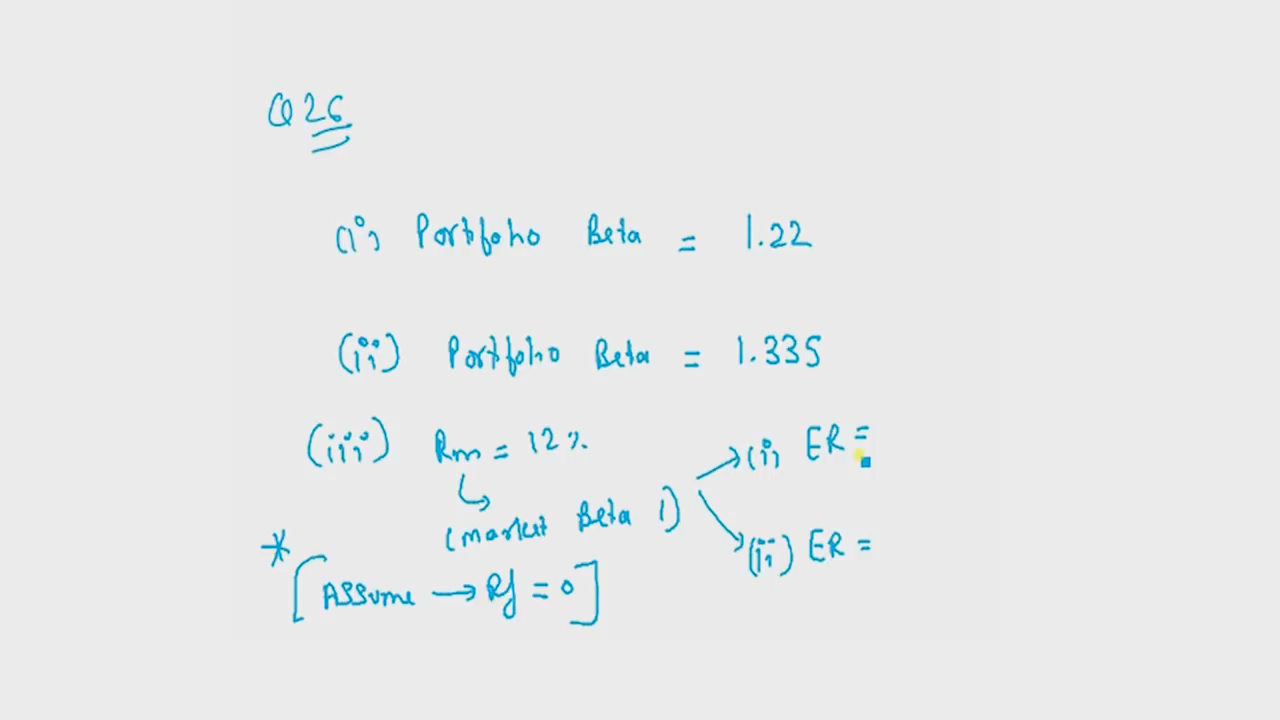 Q26
(i) Portfolio Beta = 1.22
(ii) Portfolio Beta = 1.335
(iii) Rm = 12% → (i) ER =
(market Beta 1) → (ii) ER =
* [Assume → Rf = 0]